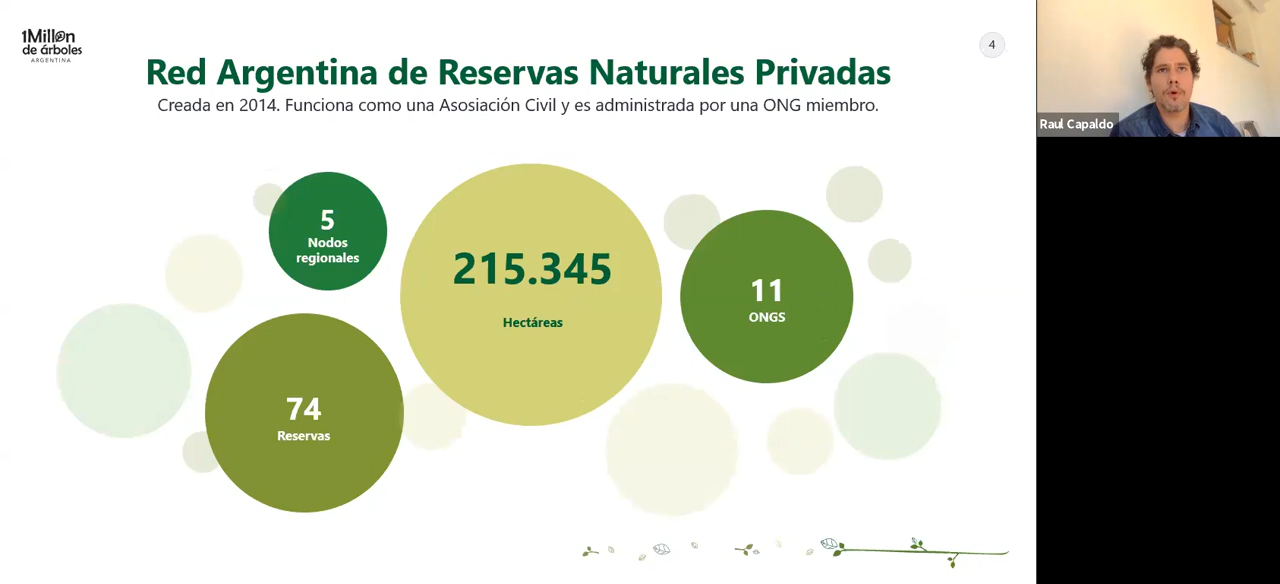 1Mill@n
de árboles
ARGENTINA
4
Red Argentina de Reservas Naturales Privadas
Creada en 2014. Funciona como una Asosiación Civil y es administrada por una ONG miembro.
5
Nodos
regionales
215.345
Hectáreas
11
ONGS
74
Reservas
Raul Capaldo